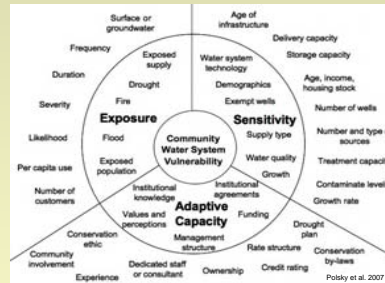 Surface or
groundwater
Frequency
Duration
Severity
Likelihood
Per capita use
Number of
customers
Exposed
supply
Drought
Fire
Exposure
Flood
Exposed
population
Age of
infrastructure
Delivery capacity
Storage capacity
Age, income,
housing stock
Number of wells
Number and type
sources
Treatment capaci
Contaminate level
Growth rate
Water system
technology
Demographics
Exempt wells
Sensitivity
Supply type
Water quality
Growth
Community
Water System
Vulnerability
Institutional
knowledge
Institutional
agreements
Adaptive
Capacity
Values and
perceptions
Funding
Management
structure
Conservation
ethic
Community
involvement
Experience
Dedicated staff
or consultant
Ownership
Credit rating
Rate structure
Drought
plan
Conservation
by-laws
Polsky et al. 2007